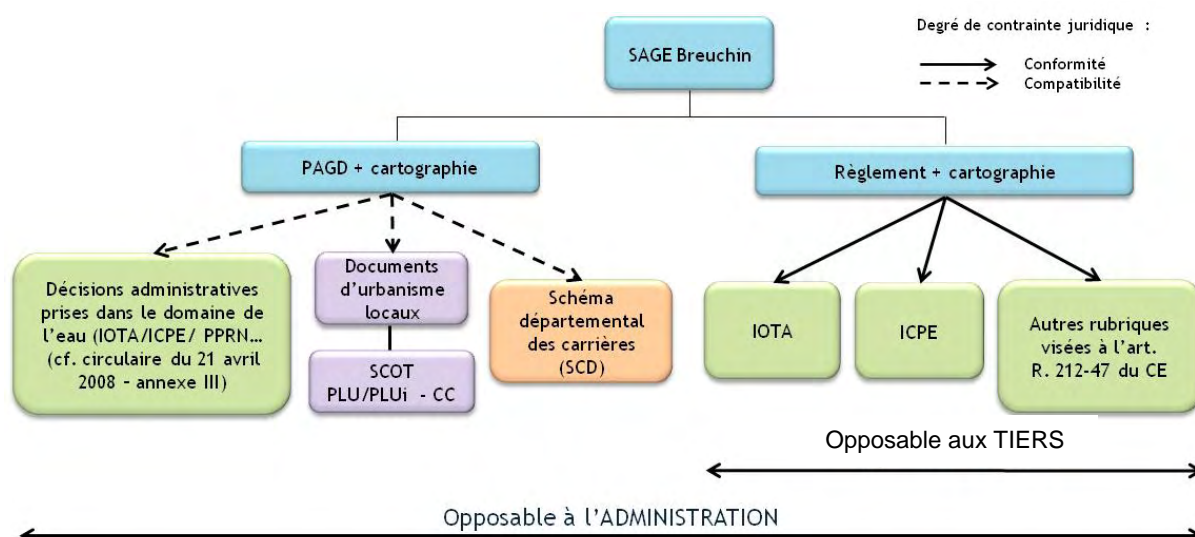 SAGE Breuchin
Degré de contrainte juridique :
Conformité
Compatibilité
PAGD + cartographie
Règlement + cartographie
Décisions administratives
prises dans le domaine de
l'eau (IOTA/ICPE/ PPRN…
(cf. circulaire du 21 avril
2008 - annexe III)
Documents
d'urbanisme
locaux
SCOT
PLU/PLUi - CC
Schéma
départemental
des carrières
(SCD)
IOTA
ICPE
Autres rubriques
visées à l'art.
R. 212-47 du CE
Opposable aux TIERS
Opposable à l'ADMINISTRATION